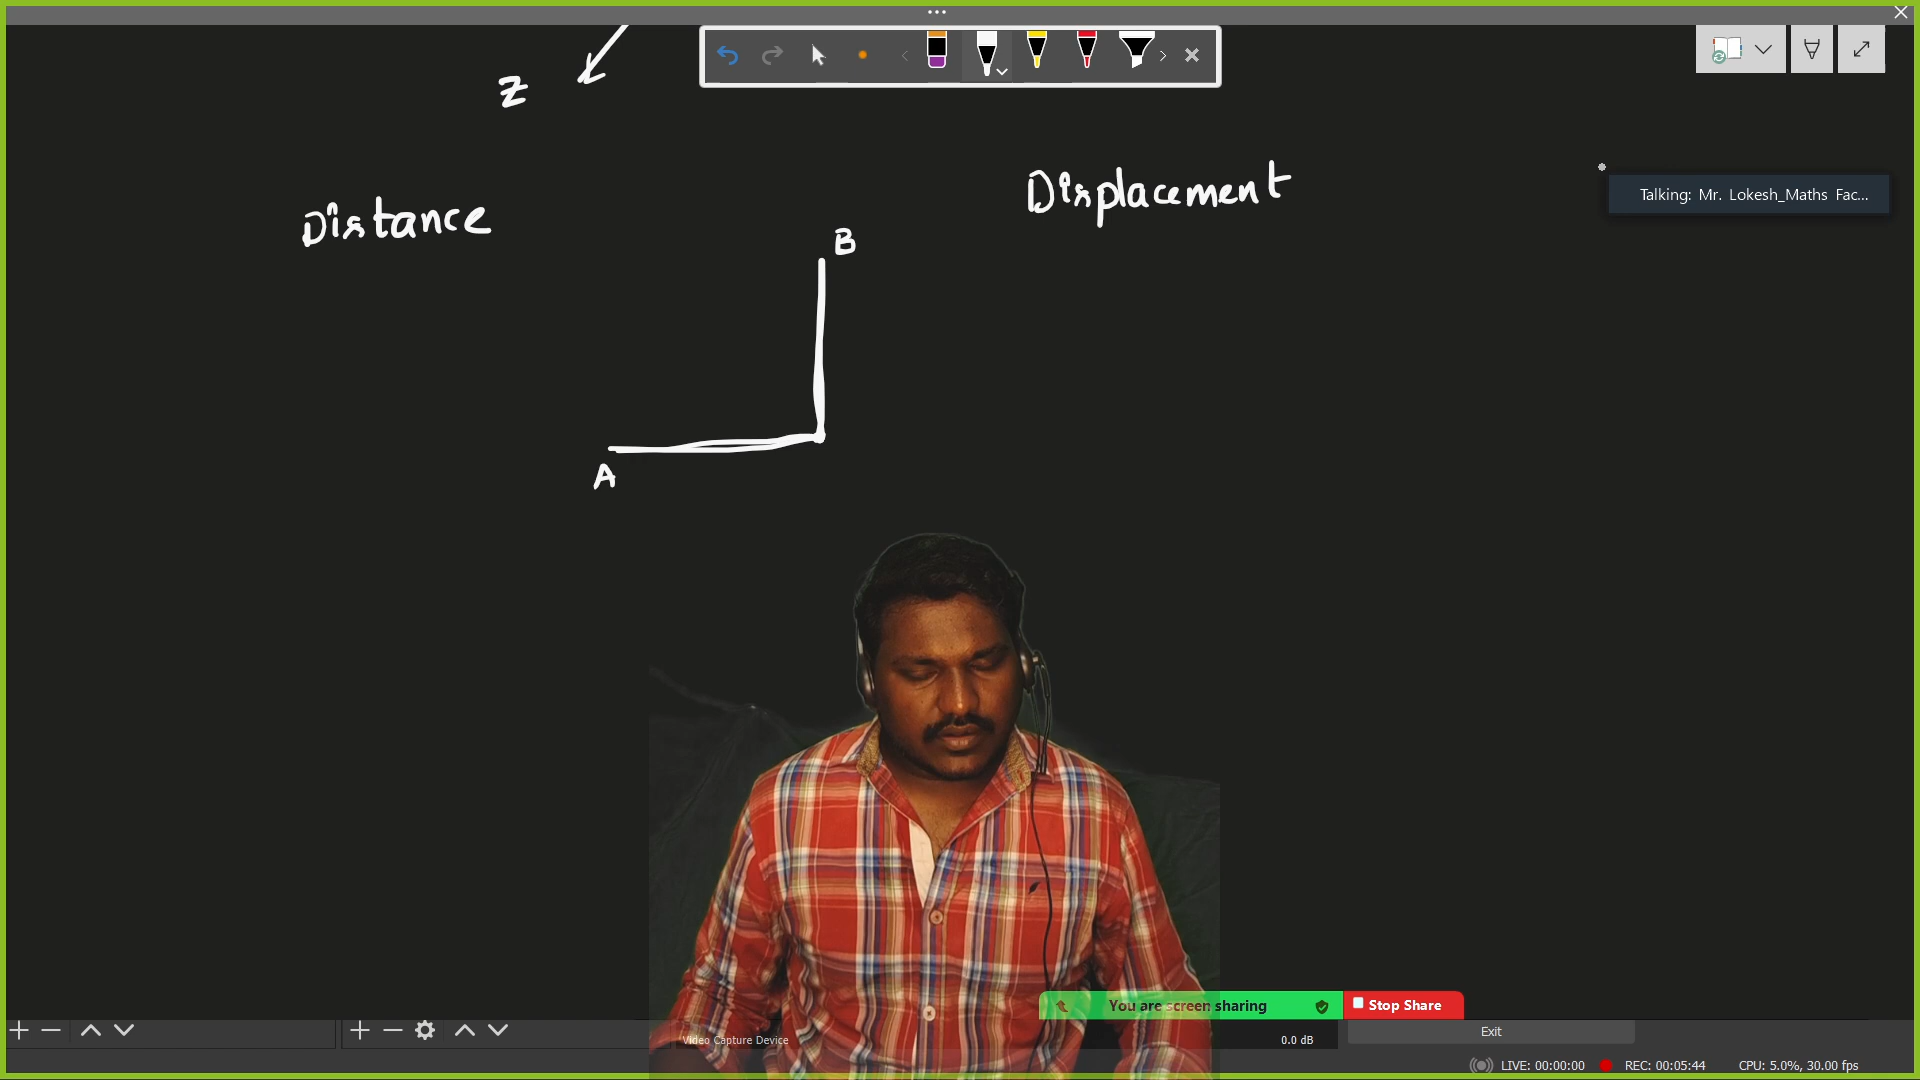 Z
Talking: Mr. Lokesh_Maths Fac...
Distance
Displacement
B
A
You are screen sharing
Stop Share
Exit
Video Capture Device
0.0 dB
LIVE: 00:00:00
REC: 00:05:44
CPU: 5.0%, 30.00 fps